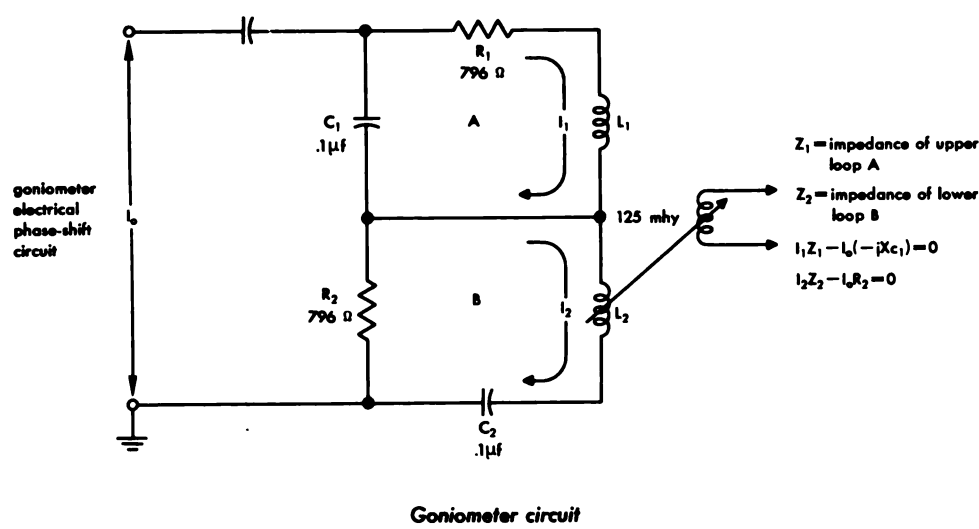 R₁
796 Ω
C₁
.1μf
A
I₁
L₁
goniometer
electrical
phase-shift
circuit
Iₒ
125 mhy
R₂
796 Ω
B
I₂
L₂
C₂
.1μf
Z₁=impedance of upper
loop A
Z₂=impedance of lower
loop B
I₁Z₁−Iₒ(−jXc₁)=0
I₂Z₂−IₒR₂=0
Goniometer circuit